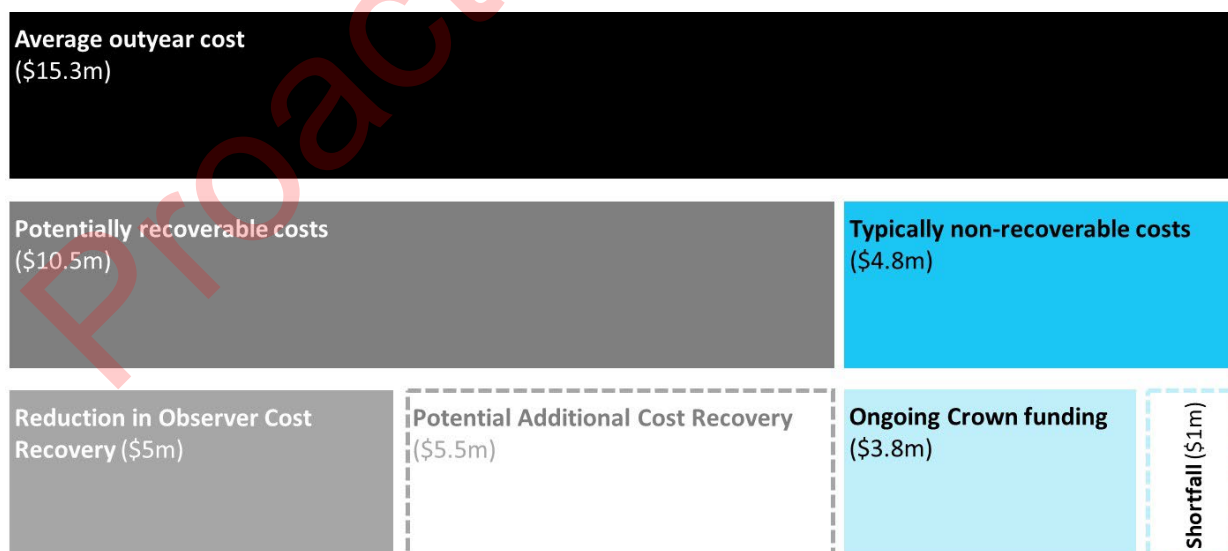 Average outyear cost
($15.3m)
Potentially recoverable costs
($10.5m)
Typically non-recoverable costs
($4.8m)
Reduction in Observer Cost
Recovery ($5m)
Potential Additional Cost Recovery
($5.5m)
Ongoing Crown funding
($3.8m)
Shortfall ($1m)
Proact